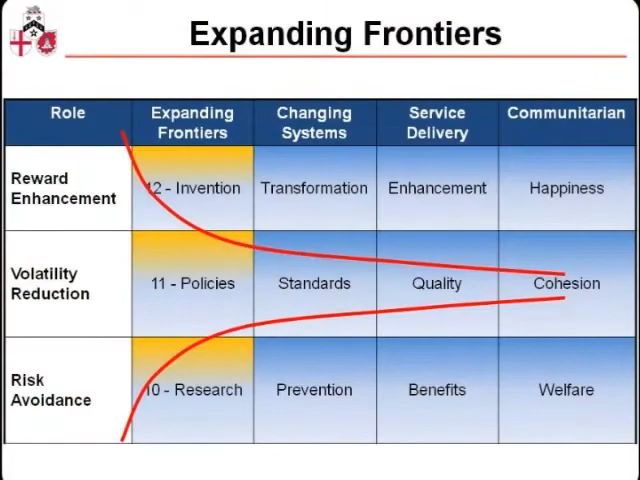 Expanding Frontiers
Role Expanding Frontiers Changing Systems Service Delivery Communitarian
Reward Enhancement 12 - Invention Transformation Enhancement Happiness
Volatility Reduction 11 - Policies Standards Quality Cohesion
Risk Avoidance 10 - Research Prevention Benefits Welfare